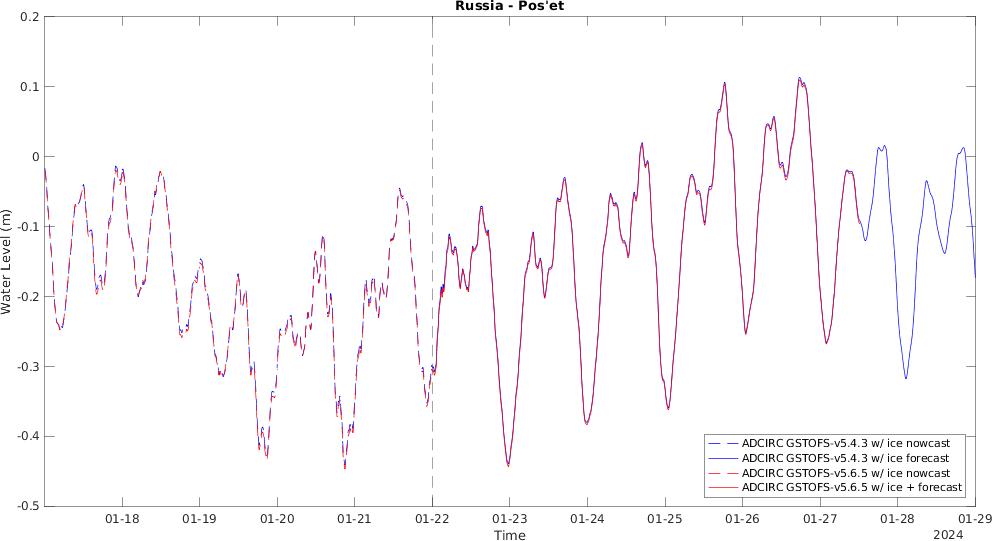 Russia - Pos'et
0.2
0.1
0
-0.1
-0.2
-0.3
-0.4
-0.5
Water Level (m)
ADCIRC GSTOFS-v5.4.3 w/ ice nowcast
ADCIRC GSTOFS-v5.4.3 w/ ice forecast
ADCIRC GSTOFS-v5.6.5 w/ ice nowcast
ADCIRC GSTOFS-v5.6.5 w/ ice + forecast
01-18 01-19 01-20 01-21 01-22 01-23 01-24 01-25 01-26 01-27 01-28 01-29
Time
2024